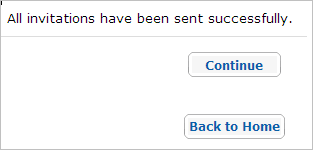 All invitations have been sent successfully.
Continue
Back to Home